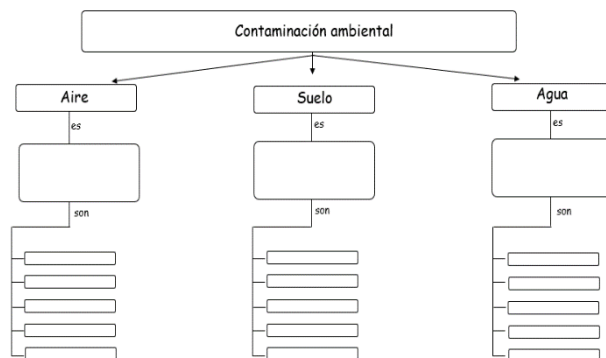 Contaminación ambiental
Aire
Suelo
Agua
es
es
es
son
son
son